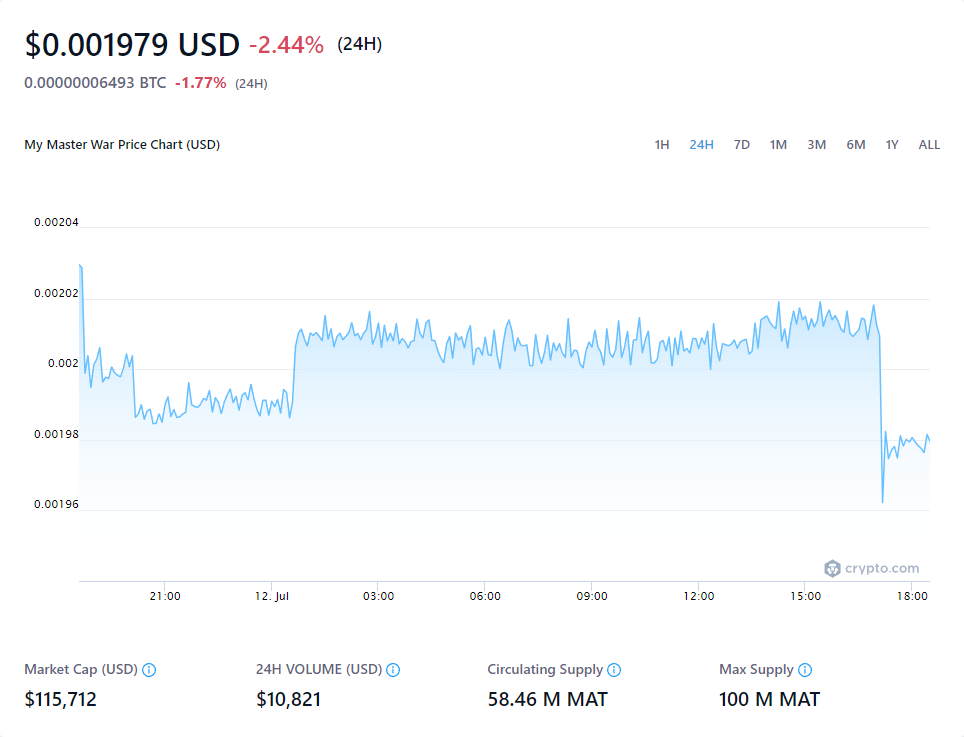 $0.001979 USD -2.44% (24H)
0.00000006493 BTC -1.77% (24H)
My Master War Price Chart (USD) 1H 24H 7D 1M 3M 6M 1Y ALL
0.00204
0.00202
0.002
0.00198
0.00196
crypto.com
21:00 12. Jul 03:00 06:00 09:00 12:00 15:00 18:00
Market Cap (USD) 24H VOLUME (USD) Circulating Supply Max Supply
$115,712 $10,821 58.46 M MAT 100 M MAT